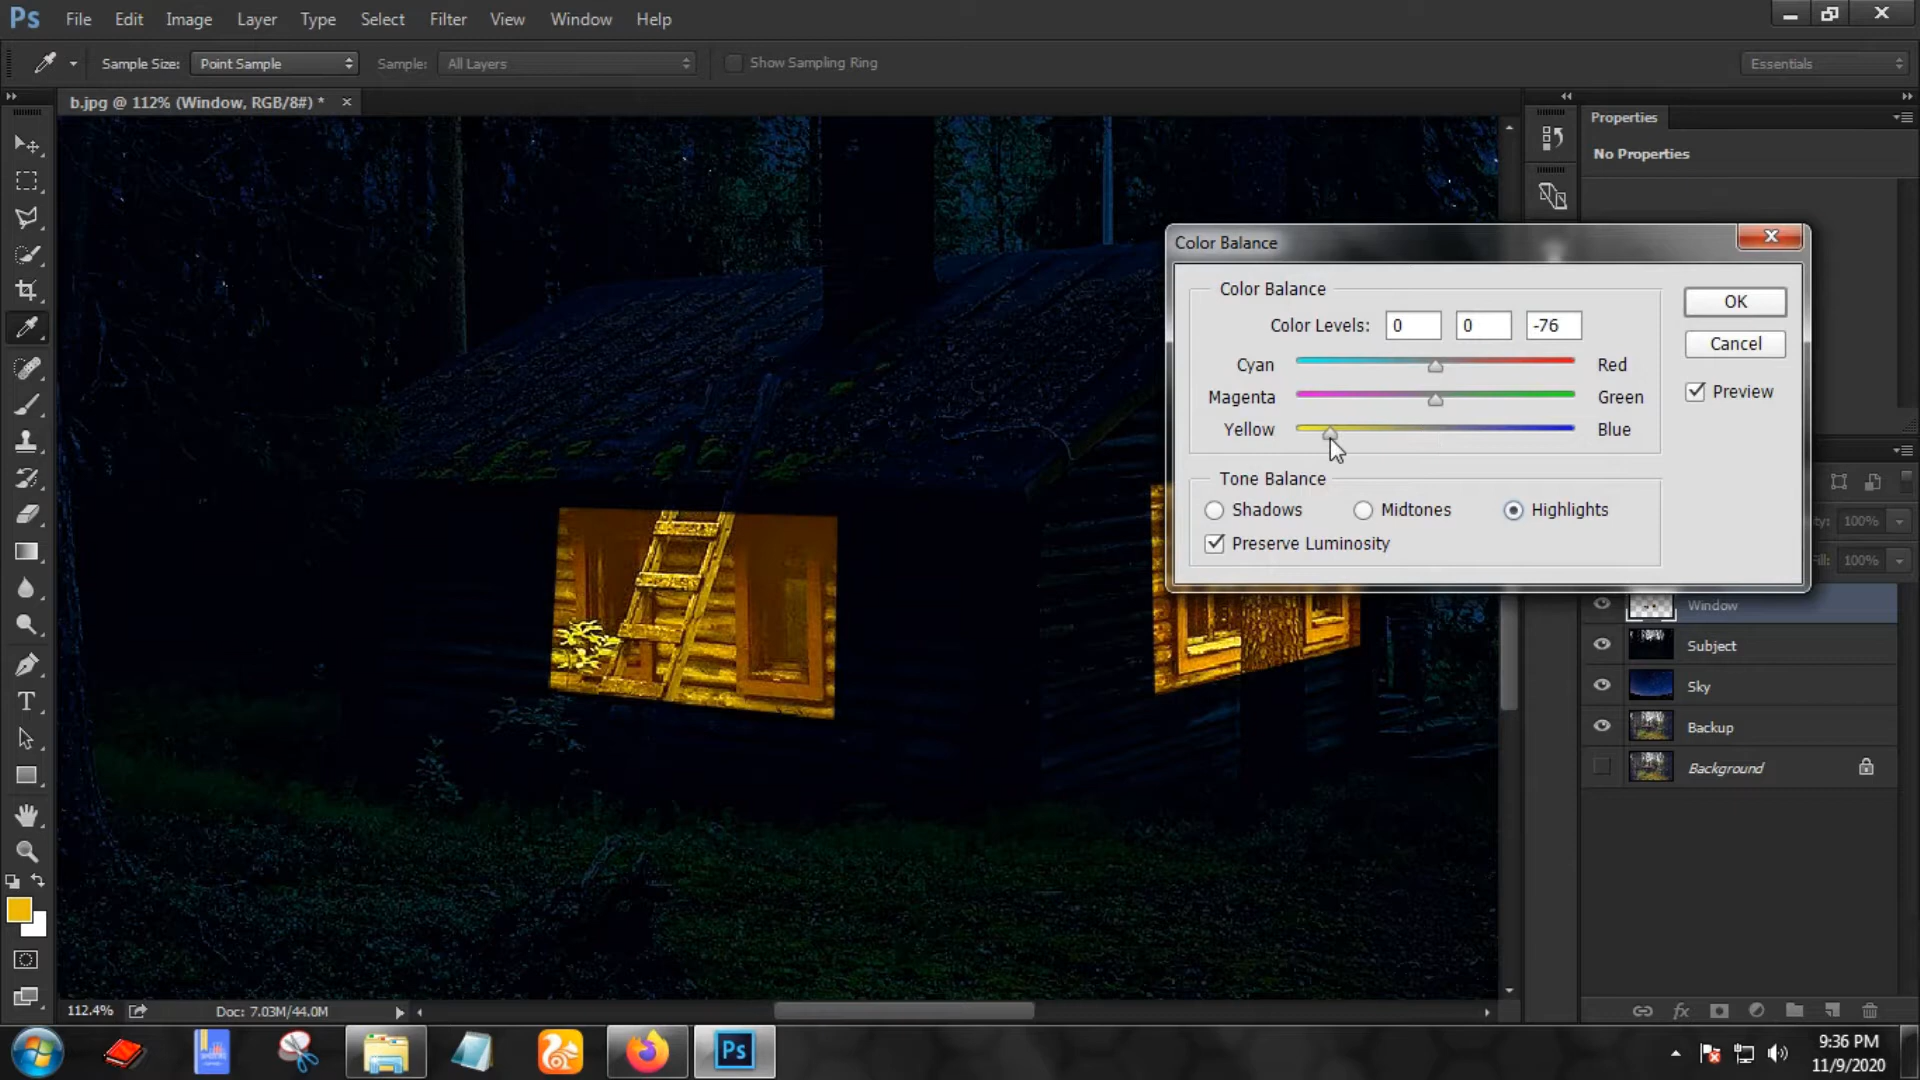 Ps File Edit Image Layer Type Select Filter View Window Help
Sample Size: Point Sample Sample: All Layers Show Sampling Ring Essentials
b.jpg @ 112% (Window, RGB/8#) *
Properties
No Properties
Color Balance
Color Balance
Color Levels: 0 0 -76
Cyan Red
Magenta Green
Yellow Blue
Tone Balance
Shadows Midtones Highlights
Preserve Luminosity
OK
Cancel
Preview
100%
Fill: 100%
Window
Subject
Sky
Backup
Background
112.4% Doc: 7.03M/44.0M
Ps
9:36 PM
11/9/2020